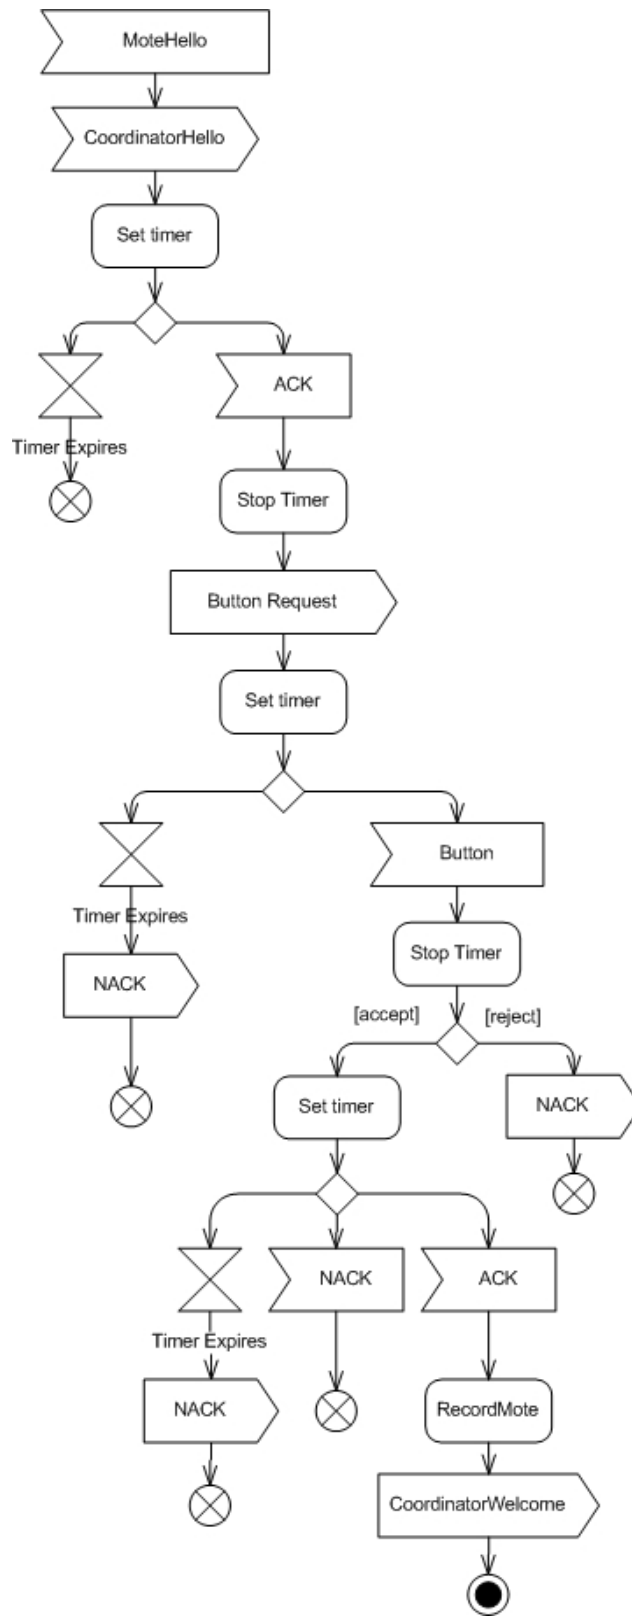 MoteHello
CoordinatorHello
Set timer
ACK
Timer Expires
Stop Timer
Button Request
Set timer
Button
Timer Expires
Stop Timer
NACK
[accept]
[reject]
Set timer
NACK
NACK
ACK
Timer Expires
NACK
RecordMote
CoordinatorWelcome